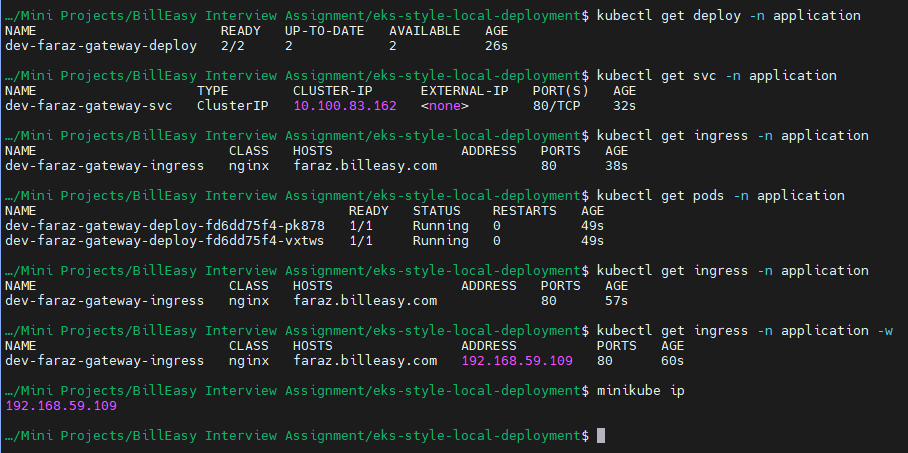 …/Mini Projects/BillEasy Interview Assignment/eks-style-local-deployment$ kubectl get deploy -n application
NAME READY UP-TO-DATE AVAILABLE AGE
dev-faraz-gateway-deploy 2/2 2 2 26s
…/Mini Projects/BillEasy Interview Assignment/eks-style-local-deployment$ kubectl get svc -n application
NAME TYPE CLUSTER-IP EXTERNAL-IP PORT(S) AGE
dev-faraz-gateway-svc ClusterIP 10.100.83.162 <none> 80/TCP 32s
…/Mini Projects/BillEasy Interview Assignment/eks-style-local-deployment$ kubectl get ingress -n application
NAME CLASS HOSTS ADDRESS PORTS AGE
dev-faraz-gateway-ingress nginx faraz.billeasy.com 80 38s
…/Mini Projects/BillEasy Interview Assignment/eks-style-local-deployment$ kubectl get pods -n application
NAME READY STATUS RESTARTS AGE
dev-faraz-gateway-deploy-fd6dd75f4-pk878 1/1 Running 0 49s
dev-faraz-gateway-deploy-fd6dd75f4-vxtws 1/1 Running 0 49s
…/Mini Projects/BillEasy Interview Assignment/eks-style-local-deployment$ kubectl get ingress -n application
NAME CLASS HOSTS ADDRESS PORTS AGE
dev-faraz-gateway-ingress nginx faraz.billeasy.com 80 57s
…/Mini Projects/BillEasy Interview Assignment/eks-style-local-deployment$ kubectl get ingress -n application -w
NAME CLASS HOSTS ADDRESS PORTS AGE
dev-faraz-gateway-ingress nginx faraz.billeasy.com 192.168.59.109 80 60s
…/Mini Projects/BillEasy Interview Assignment/eks-style-local-deployment$ minikube ip
192.168.59.109
…/Mini Projects/BillEasy Interview Assignment/eks-style-local-deployment$